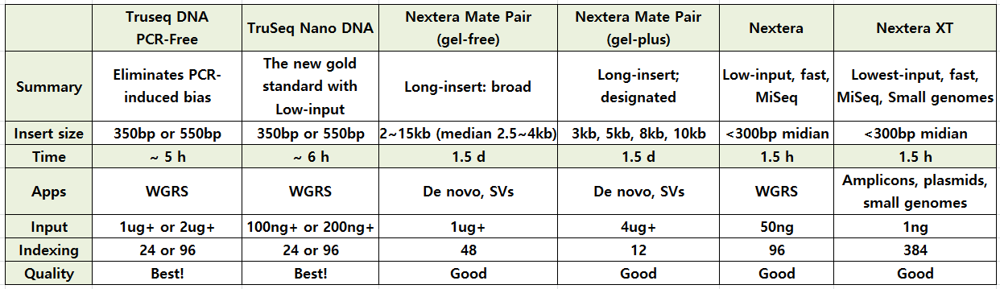 Truseq DNA
PCR-Free
TruSeq Nano DNA
Nextera Mate Pair
(gel-free)
Nextera Mate Pair
(gel-plus)
Nextera
Nextera XT
Summary
Eliminates PCR-
induced bias
The new gold
standard with
Low-input
Long-insert: broad
Long-insert;
designated
Low-input, fast,
MiSeq
Lowest-input, fast,
MiSeq, Small genomes
Insert size
350bp or 550bp
350bp or 550bp
2~15kb (median 2.5~4kb)
3kb, 5kb, 8kb, 10kb
<300bp midian
<300bp midian
Time
~ 5 h
~ 6 h
1.5 d
1.5 d
1.5 h
1.5 h
Apps
WGRS
WGRS
De novo, SVs
De novo, SVs
WGRS
Amplicons, plasmids,
small genomes
Input
1ug+ or 2ug+
100ng+ or 200ng+
1ug+
4ug+
50ng
1ng
Indexing
24 or 96
24 or 96
48
12
96
384
Quality
Best!
Best!
Good
Good
Good
Good